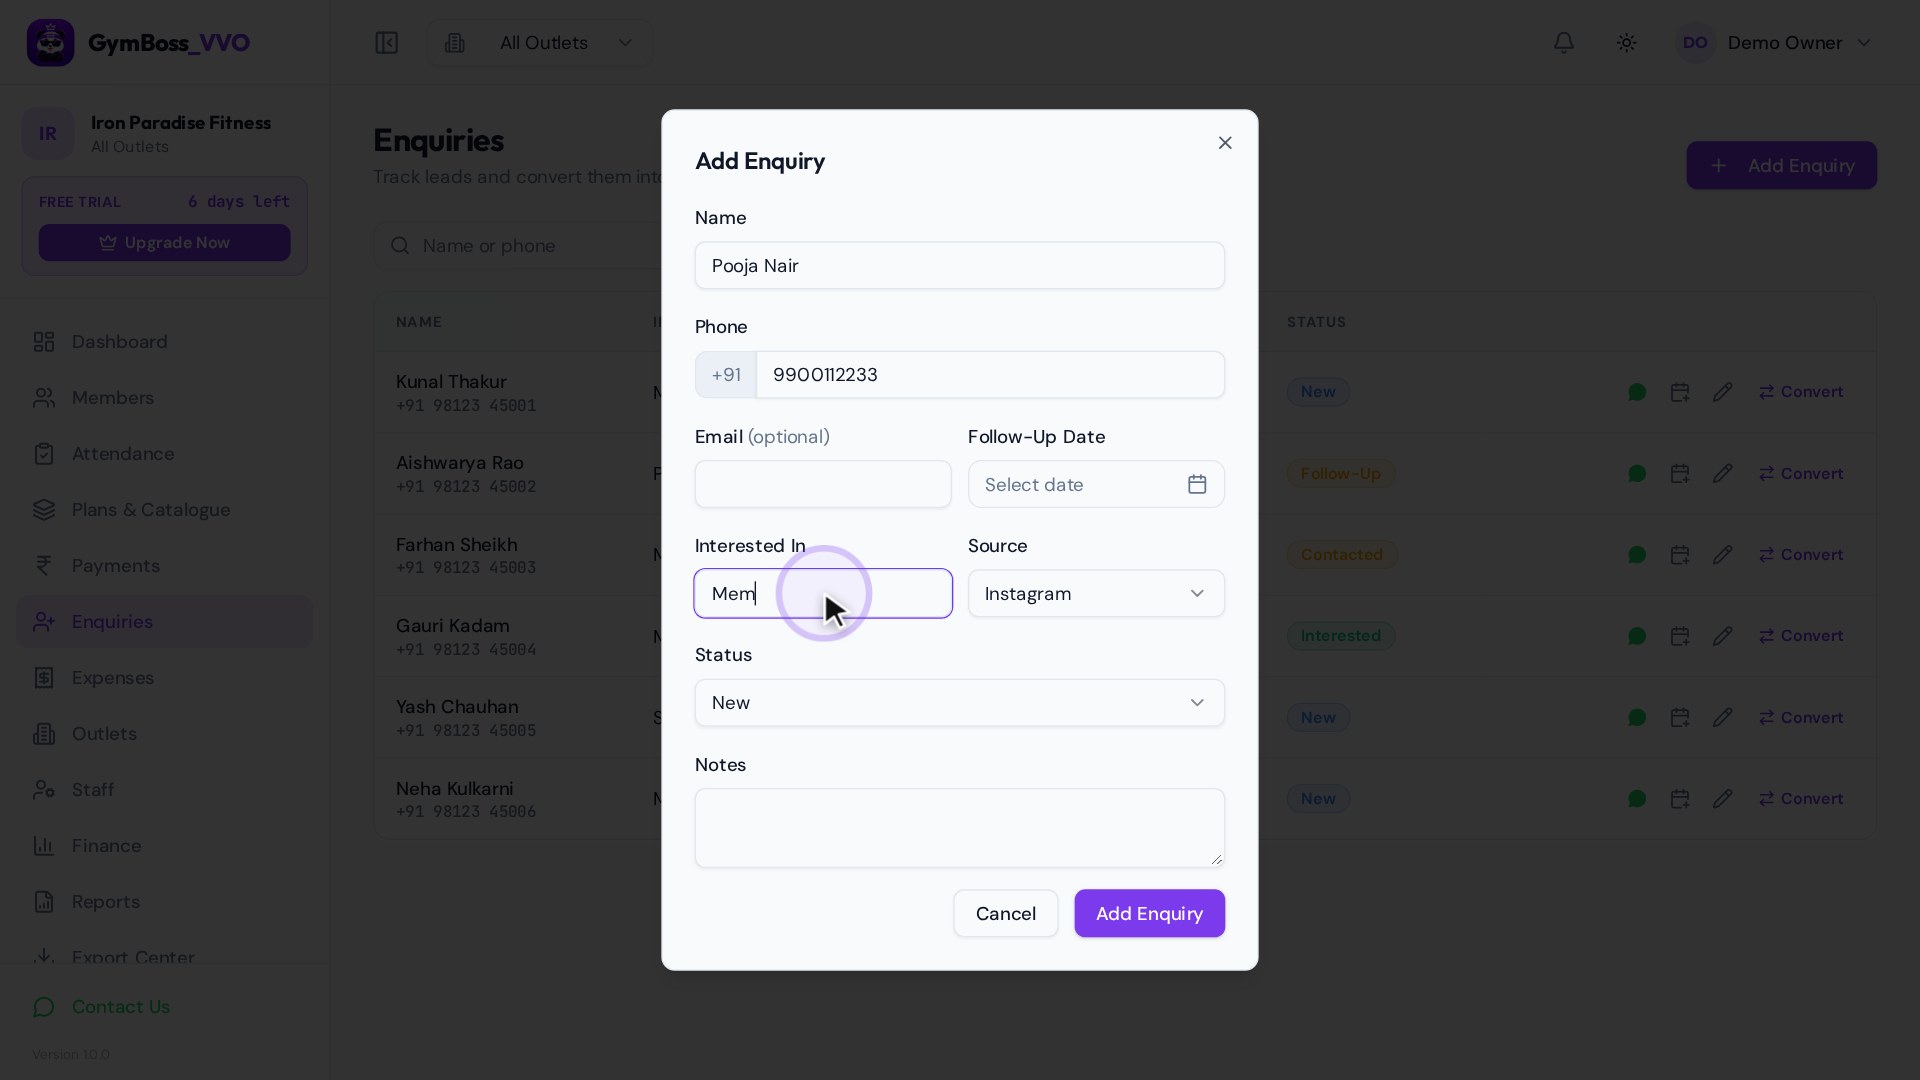 GymBoss_VVO
All Outlets
DO Demo Owner
IR Iron Paradise Fitness
All Outlets
FREE TRIAL 6 days left
Upgrade Now
Dashboard
Members
Attendance
Plans & Catalogue
Payments
Enquiries
Expenses
Outlets
Staff
Finance
Reports
Export Center
Contact Us
Version 1.0.0
Enquiries
Track leads and convert them
Add Enquiry
Name or phone
NAME STATUS
Kunal Thakur
+91 98123 45001
New Convert
Aishwarya Rao
+91 98123 45002
Follow-Up Convert
Farhan Sheikh
+91 98123 45003
Contacted Convert
Gauri Kadam
+91 98123 45004
Interested Convert
Yash Chauhan
+91 98123 45005
New Convert
Neha Kulkarni
+91 98123 45006
New Convert
Add Enquiry
Name
Pooja Nair
Phone
+91 9900112233
Email (optional) Follow-Up Date
Select date
Interested In Source
Mem Instagram
Status
New
Notes
Cancel Add Enquiry